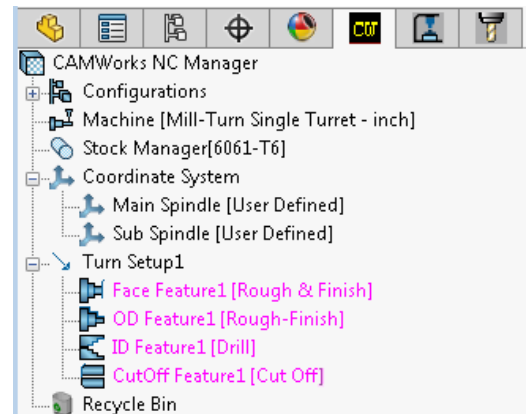 CW
CAMWorks NC Manager
Configurations
Machine [Mill-Turn Single Turret - inch]
Stock Manager[6061-T6]
Coordinate System
Main Spindle [User Defined]
Sub Spindle [User Defined]
Turn Setup1
Face Feature1 [Rough & Finish]
OD Feature1 [Rough-Finish]
ID Feature1 [Drill]
CutOff Feature1 [Cut Off]
Recycle Bin